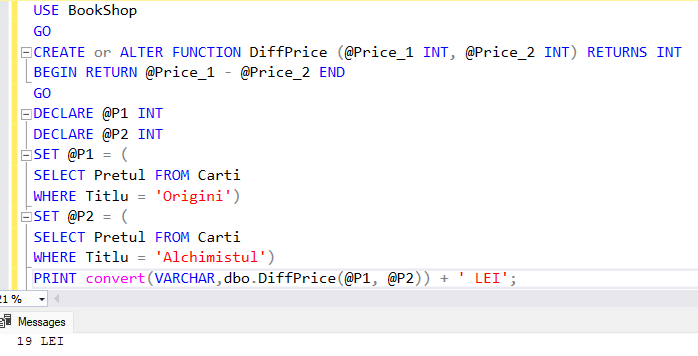 USE BookShop
GO
CREATE or ALTER FUNCTION DiffPrice (@Price_1 INT, @Price_2 INT) RETURNS INT
BEGIN RETURN @Price_1 - @Price_2 END
GO
DECLARE @P1 INT
DECLARE @P2 INT
SET @P1 = (
SELECT Pretul FROM Carti
WHERE Titlu = 'Origini')
SET @P2 = (
SELECT Pretul FROM Carti
WHERE Titlu = 'Alchimistul')
PRINT convert(VARCHAR,dbo.DiffPrice(@P1, @P2)) + ' LEI';
21 %
Messages
19 LEI